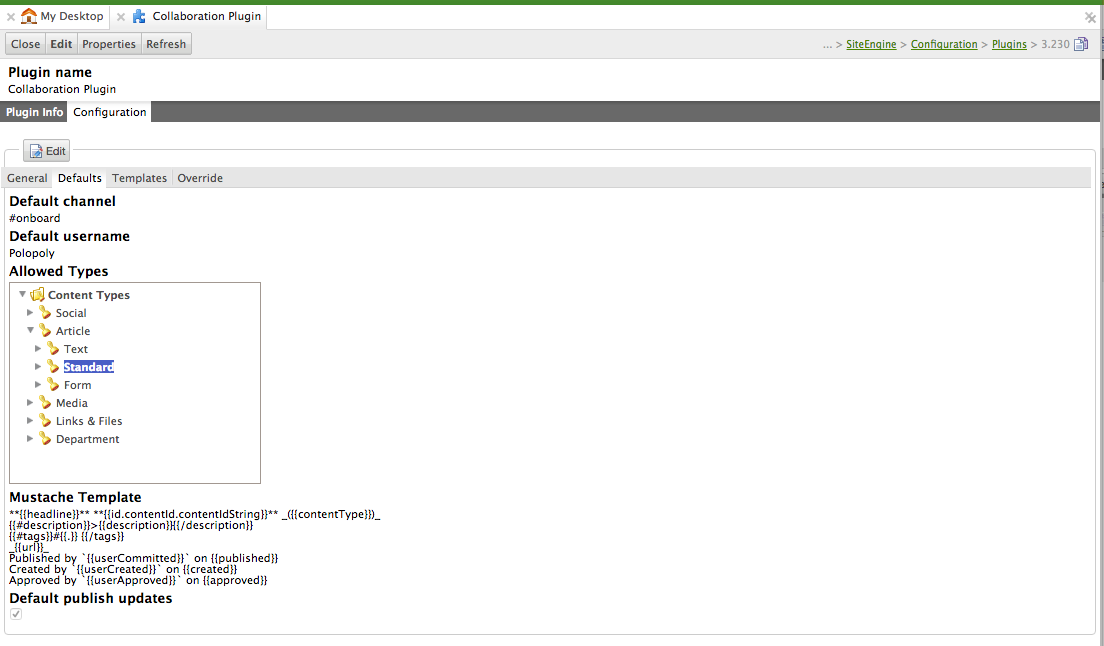 My Desktop Collaboration Plugin
Close Edit Properties Refresh ... > SiteEngine > Configuration > Plugins > 3.230
Plugin name
Collaboration Plugin
Plugin Info Configuration
Edit
General Defaults Templates Override
Default channel
#onboard
Default username
Polopoly
Allowed Types
Content Types
Social
Article
Text
Standard
Form
Media
Links & Files
Department
Mustache Template
**{{headline}}** **{{id.contentId.contentIdString}}** _({{contentType}})_
{{#description}}>{{description}}{{/description}}
{{#tags}}#{{.}} {{/tags}}
_{{url}}_
Published by `{{userCommitted}}` on {{published}}
Created by `{{userCreated}}` on {{created}}
Approved by `{{userApproved}}` on {{approved}}
Default publish updates